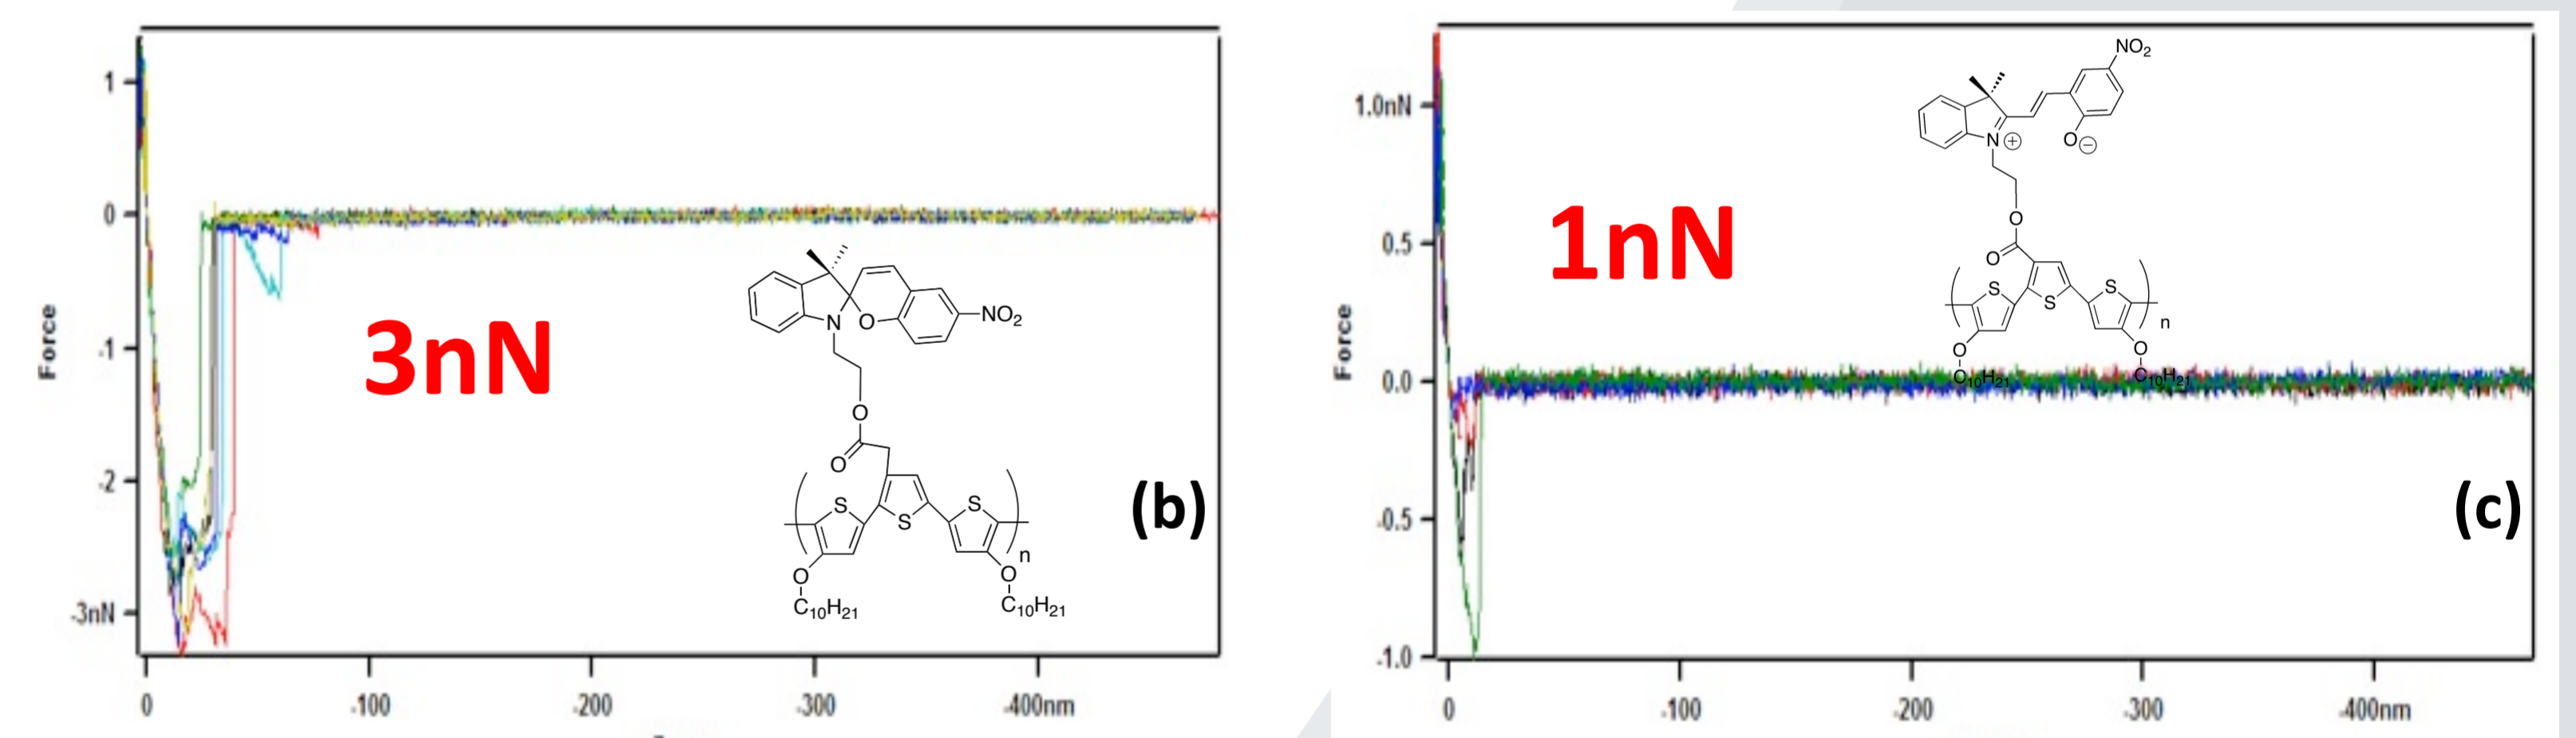 1
0
-1
-2
-3nN
Force
0
-100
-200
-300
-400nm
3nN
NO2
N
O
O
O
S
S
S
n
O
O
C10H21
C10H21
(b)
1.0nN
0.5
0.0
-0.5
-1.0
Force
0
-100
-200
-300
-400nm
1nN
NO2
N+
O−
O
O
S
S
S
n
O
O
C10H21
C10H21
(c)